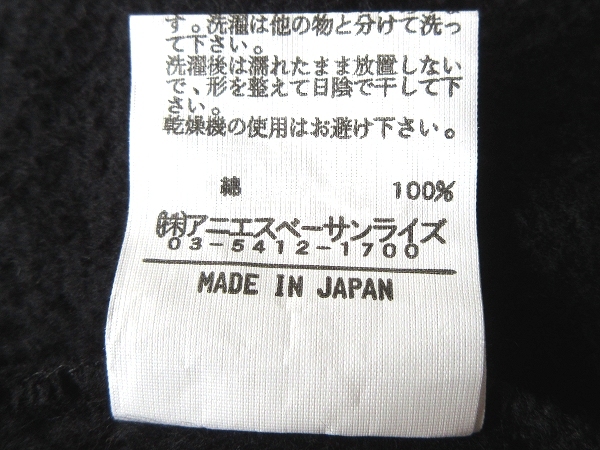 す。洗濯は他の物と分けて洗っ
て下さい。
洗濯後は濡れたまま放置しない
で、形を整えて日陰で干して下
さい。
乾燥機の使用はお避け下さい。
綿 100%
㈱アニエスベーサンライズ
03-5412-1700
MADE IN JAPAN